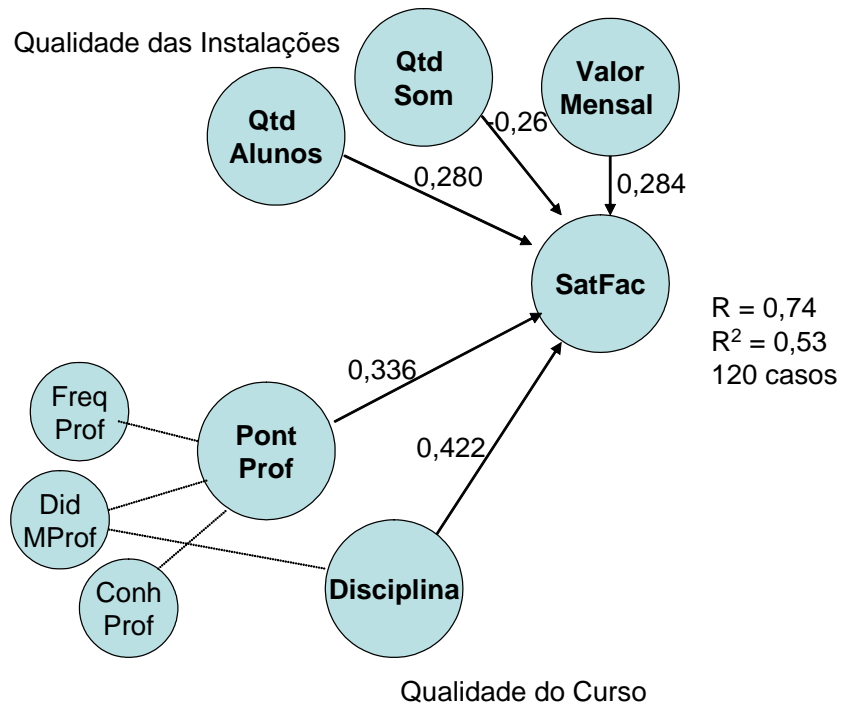 Qualidade das Instalações
Qtd
Som
Valor
Mensal
Qtd
Alunos
-0,26
0,280
0,284
SatFac
R = 0,74
R² = 0,53
120 casos
0,336
Freq
Prof
Pont
Prof
0,422
Did
MProf
Conh
Prof
Disciplina
Qualidade do Curso